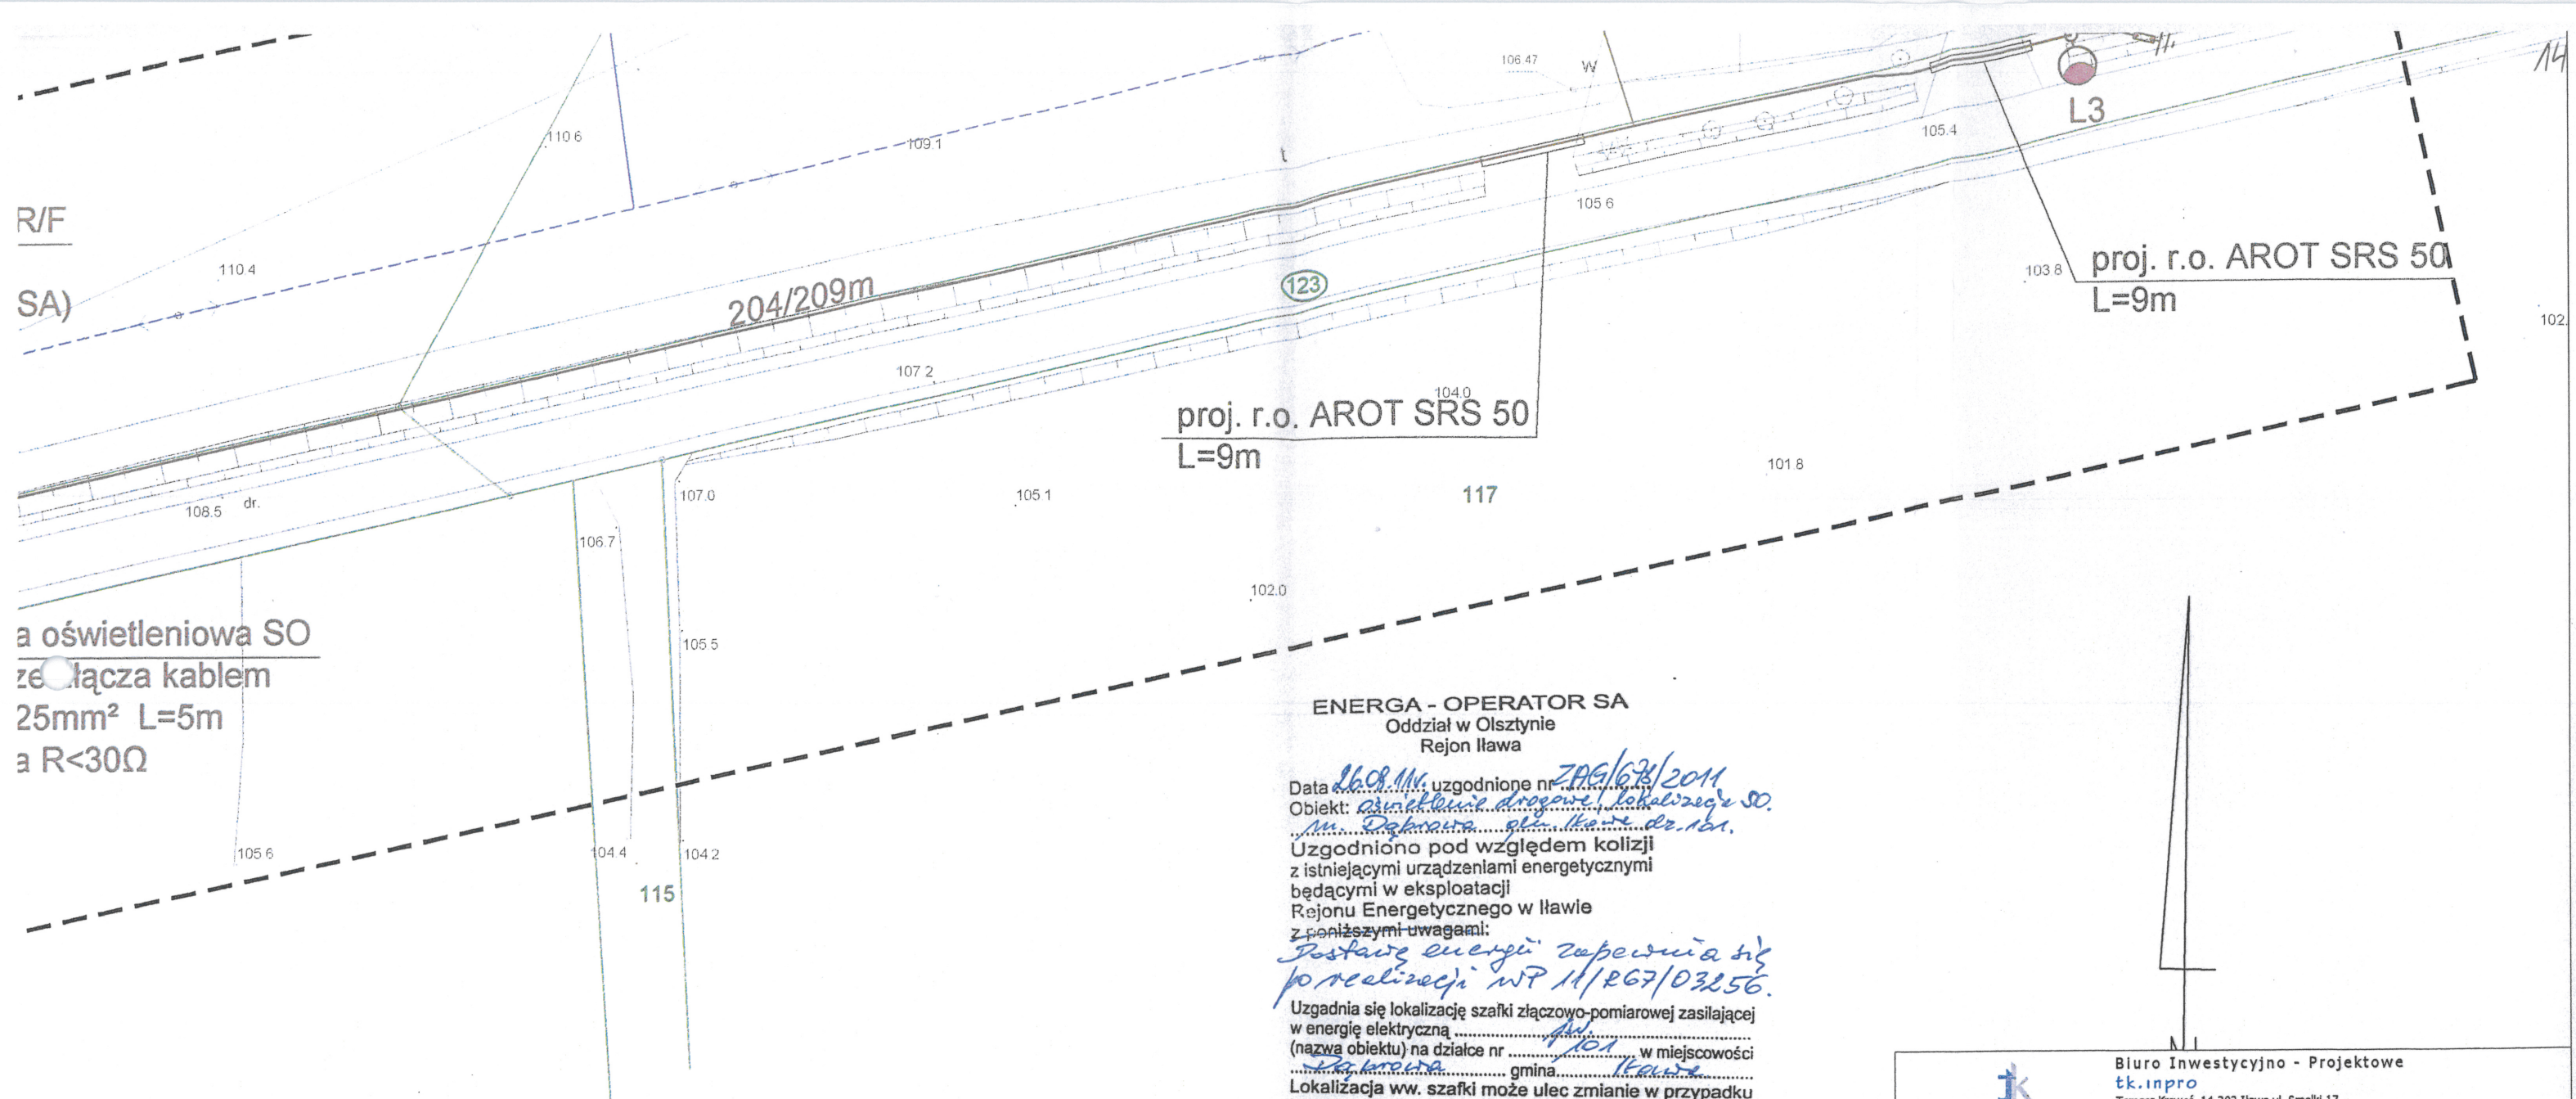 14
106.47
w
L3
110 6
109.1
t
105.4
105 6
R/F
110 4
SA)
204/209m
123
103 8
proj. r.o. AROT SRS 50
L=9m
102.
107 2
104.0
proj. r.o. AROT SRS 50
L=9m
101.8
117
108.5
dr.
107.0
105 1
106.7
102.0
105 5
a oświetleniowa SO
łącza kablem
25mm² L=5m
a R<30Ω
105 6
104.4
104 2
115
ENERGA - OPERATOR SA
Oddział w Olsztynie
Rejon Iława
Data 26.08.11r. uzgodnione nr ZAG/678/2011
Obiekt: oświetlenie drogowe, lokalizacja SO.
m. Dąbrowa gm. Iława dz. 101.
Uzgodniono pod względem kolizji
z istniejącymi urządzeniami energetycznymi
będącymi w eksploatacji
Rejonu Energetycznego w Iławie
z poniższymi uwagami:
Dostawę energii zapewnia się
po realizacji WP 11/R67/03256.
Uzgadnia się lokalizację szafki złączowo-pomiarowej zasilającej
w energię elektryczną jw.
(nazwa obiektu) na działce nr 101 w miejscowości
Dąbrowa gmina Iława
Lokalizacja ww. szafki może ulec zmianie w przypadku
N
tk
Biuro Inwestycyjno - Projektowe
tk.inpro